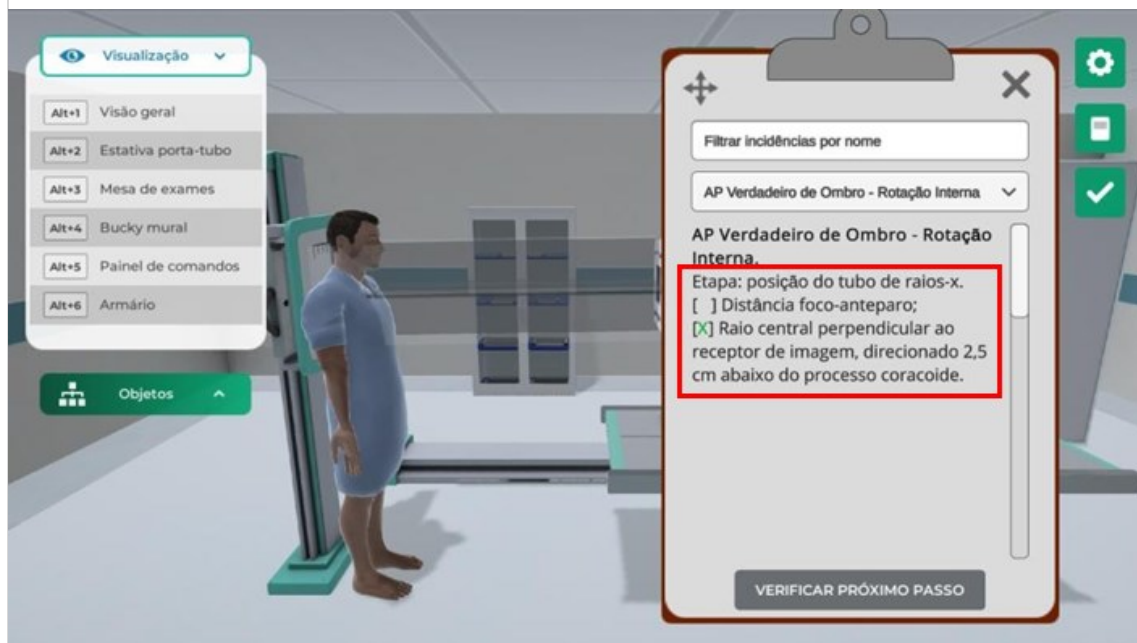 Visualização
Alt+1 Visão geral
Alt+2 Estativa porta-tubo
Alt+3 Mesa de exames
Alt+4 Bucky mural
Alt+5 Painel de comandos
Alt+6 Armário
Objetos
Filtrar incidências por nome
AP Verdadeiro de Ombro - Rotação Interna
AP Verdadeiro de Ombro - Rotação
Interna.
Etapa: posição do tubo de raios-x.
[ ] Distância foco-anteparo;
[X] Raio central perpendicular ao
receptor de imagem, direcionado 2,5
cm abaixo do processo coracoide.
VERIFICAR PRÓXIMO PASSO